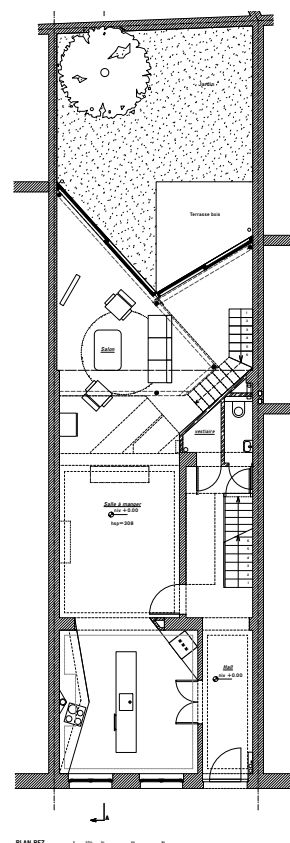 Jardin
Terrasse bois
Salon
vestiaire
Salle à manger
niv +0.00
hsp=308
Hall
niv +0.00
A
PLAN REZ